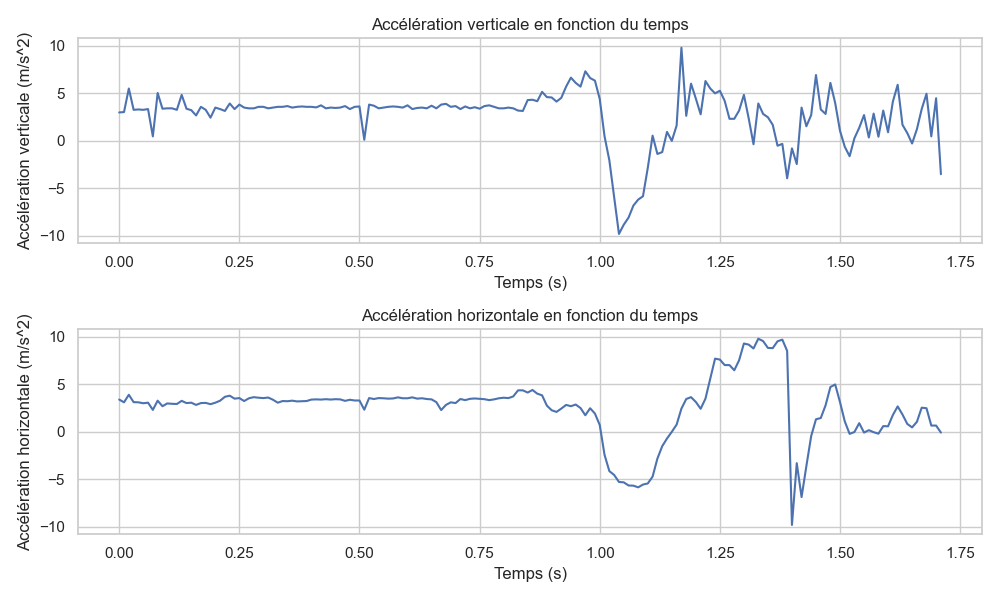 Accélération verticale en fonction du temps
Accélération verticale (m/s^2)
10
5
0
−5
−10
0.00 0.25 0.50 0.75 1.00 1.25 1.50 1.75
Temps (s)
Accélération horizontale en fonction du temps
Accélération horizontale (m/s^2)
10
5
0
−5
−10
0.00 0.25 0.50 0.75 1.00 1.25 1.50 1.75
Temps (s)